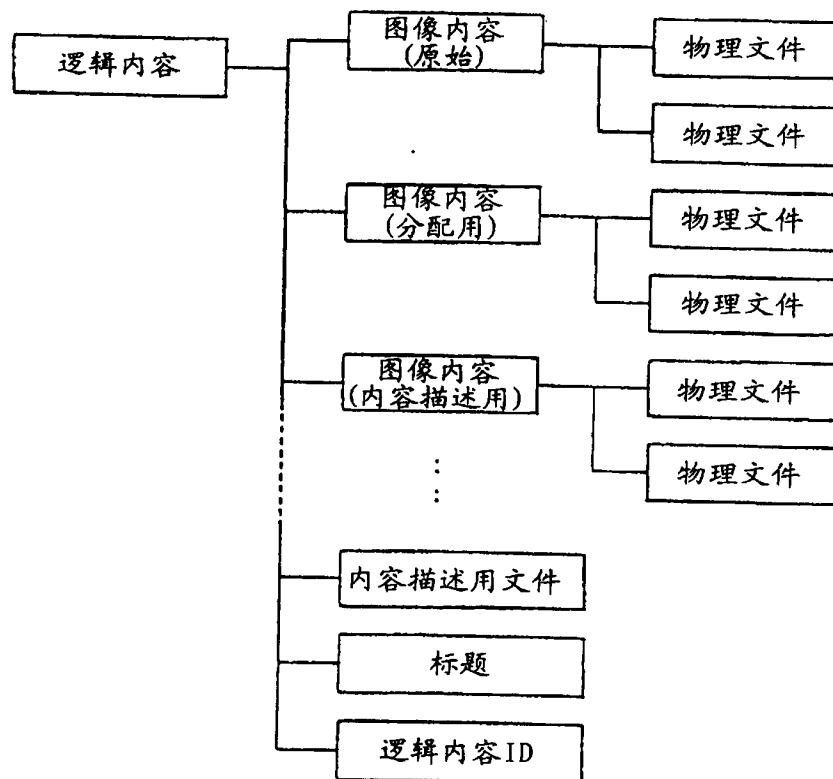 逻辑内容
图像内容
(原始)
物理文件
物理文件
图像内容
(分配用)
物理文件
物理文件
图像内容
(内容描述用)
物理文件
物理文件
内容描述用文件
标题
逻辑内容ID